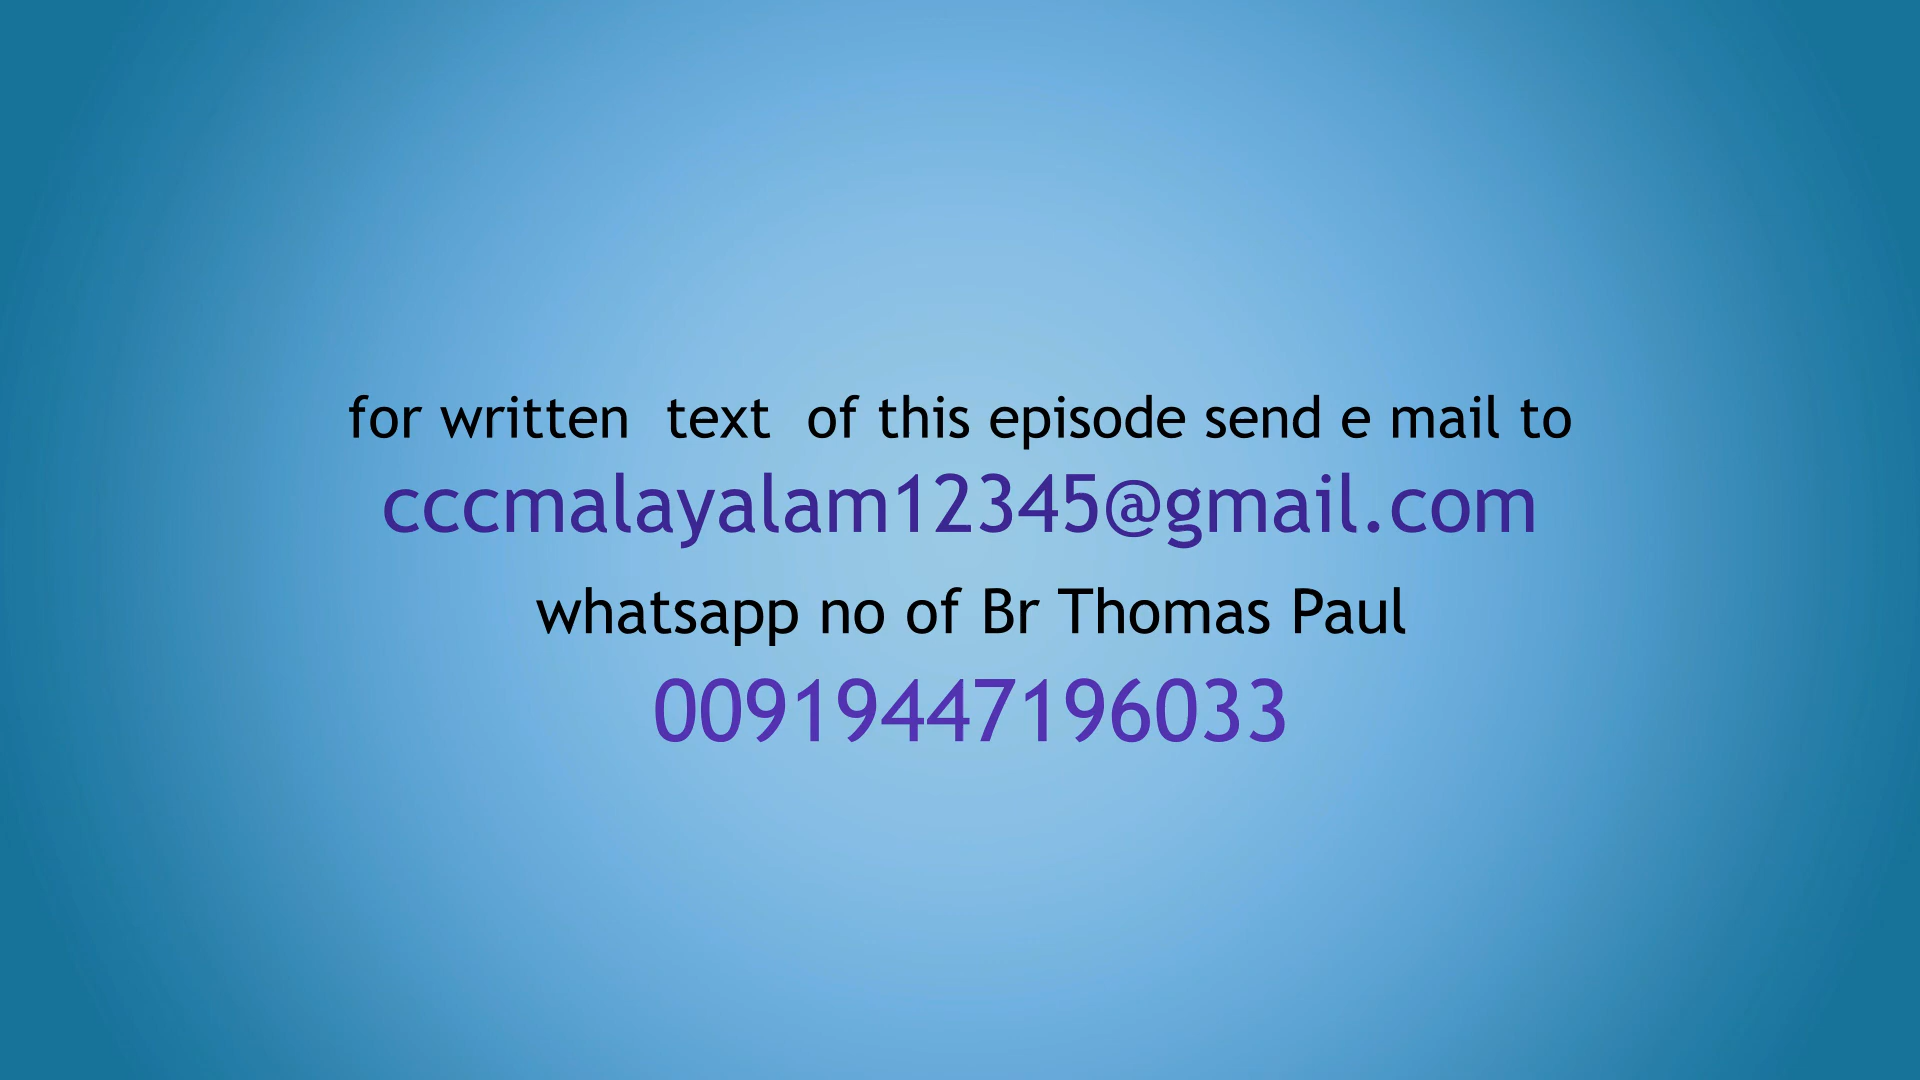 for written  text  of this episode send e mail to
cccmalayalam12345@gmail.com
whatsapp no of Br Thomas Paul
00919447196033